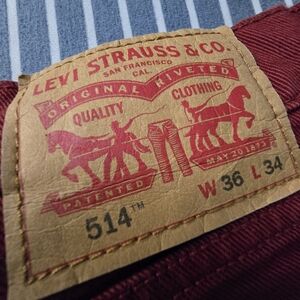 LEVI STRAUSS & CO.
SAN FRANCISCO
CAL.
ORIGINAL RIVETED
QUALITY CLOTHING
PATENTED MAY 20 1873
514™ W 36 L 34